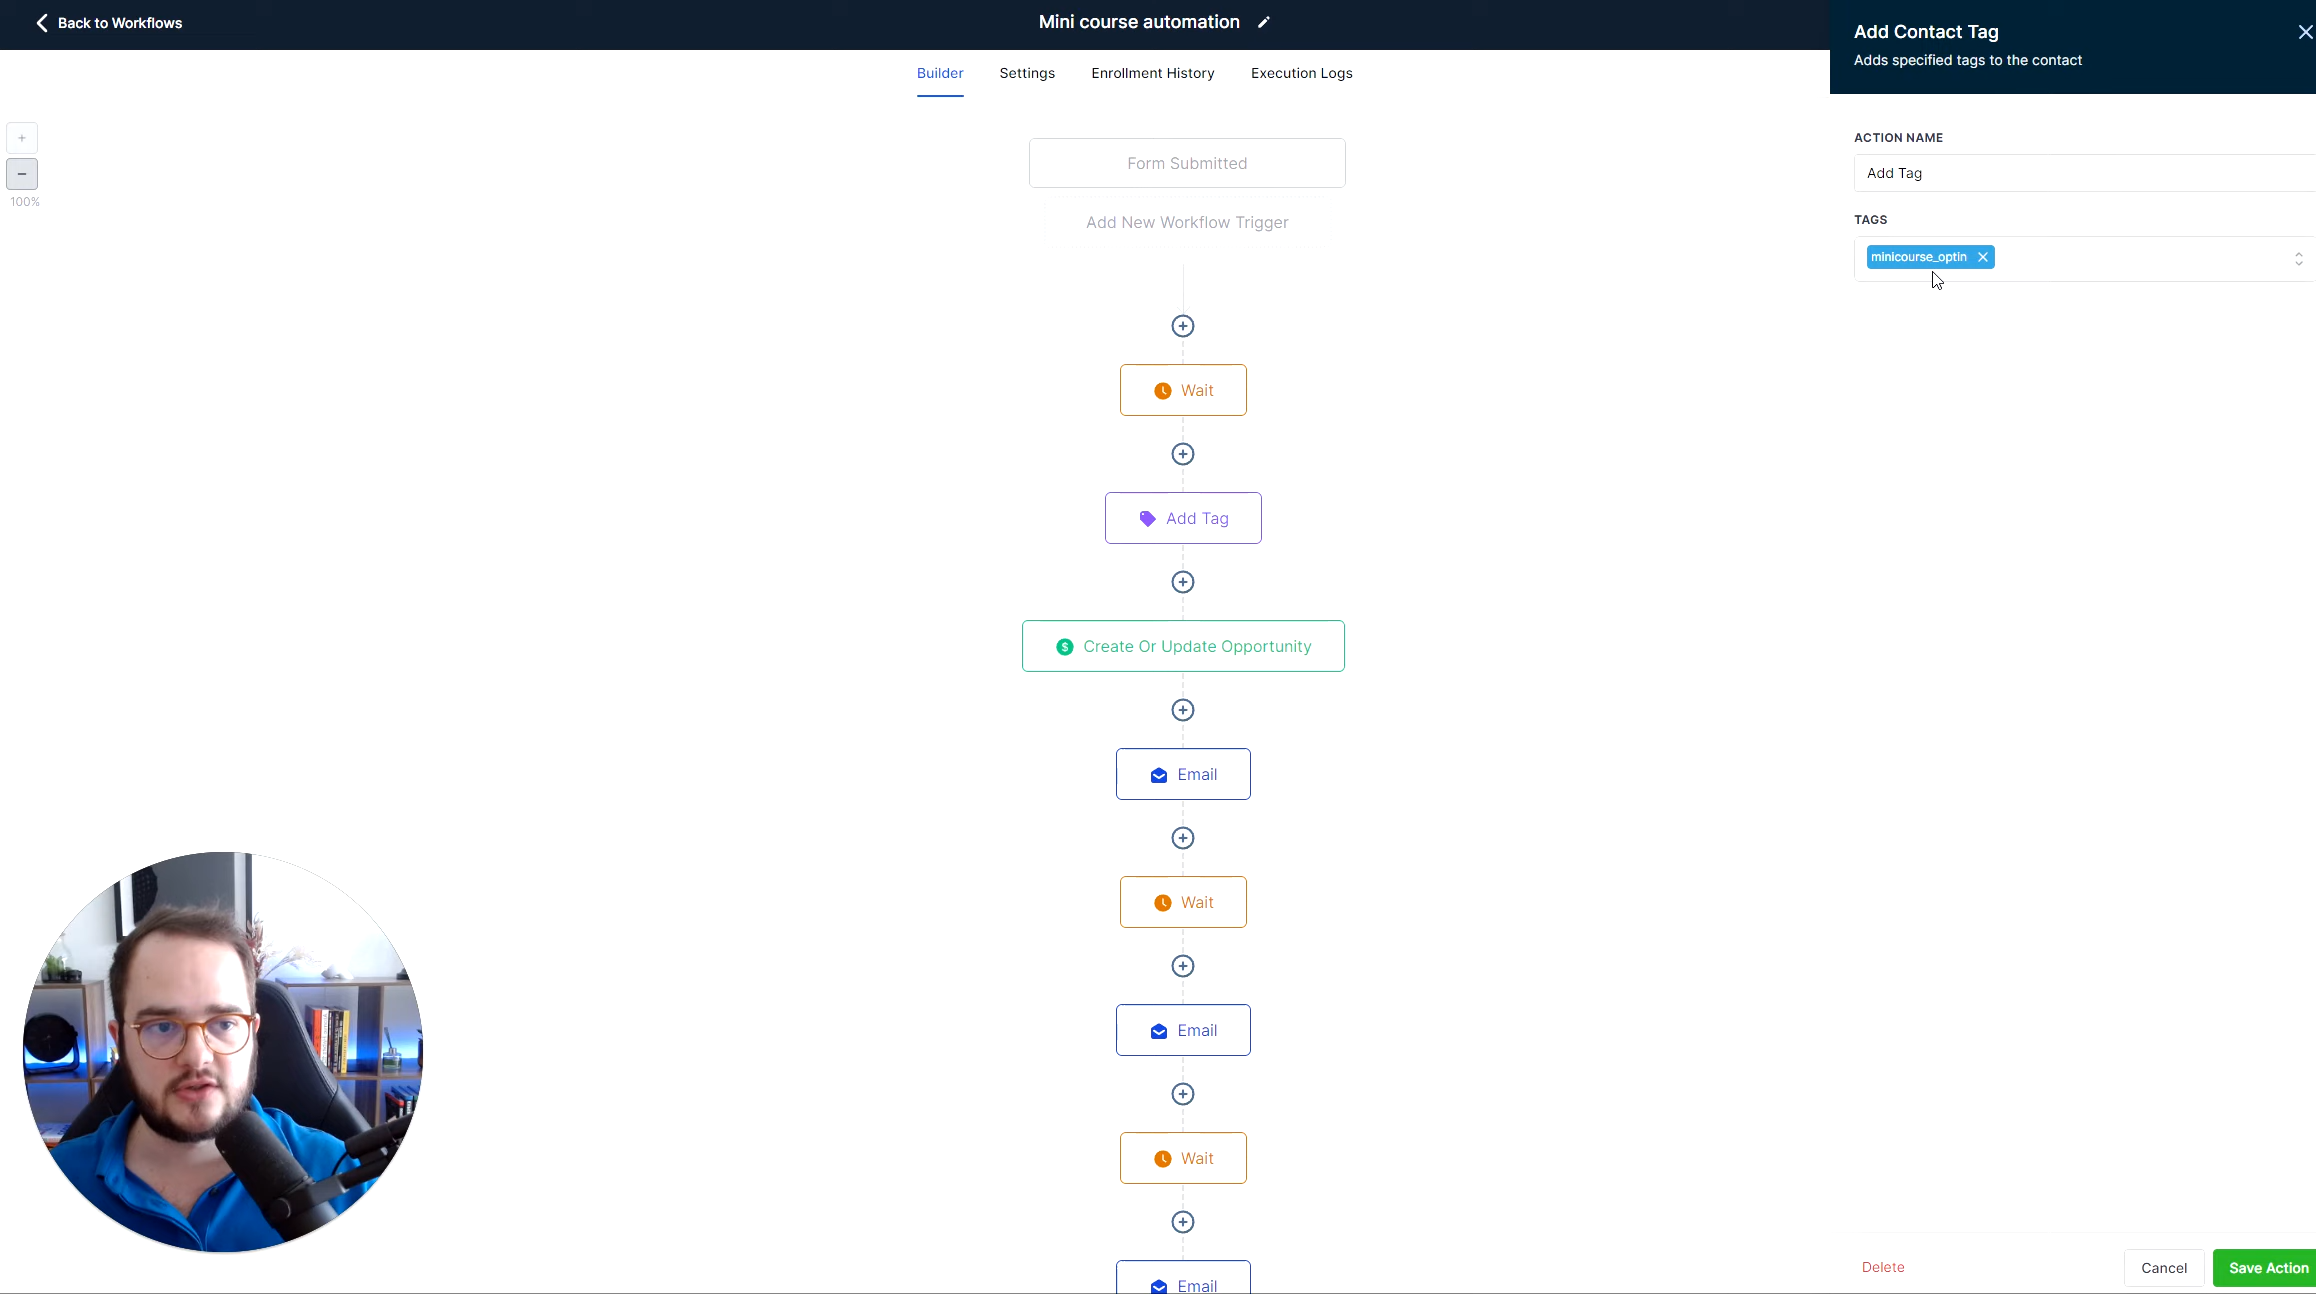 Back to Workflows
Mini course automation
Builder
Settings
Enrollment History
Execution Logs
100%
Form Submitted
Add New Workflow Trigger
Wait
Add Tag
Create Or Update Opportunity
Email
Wait
Email
Wait
Email
Add Contact Tag
Adds specified tags to the contact
ACTION NAME
Add Tag
TAGS
minicourse_optin
Delete
Cancel
Save Action